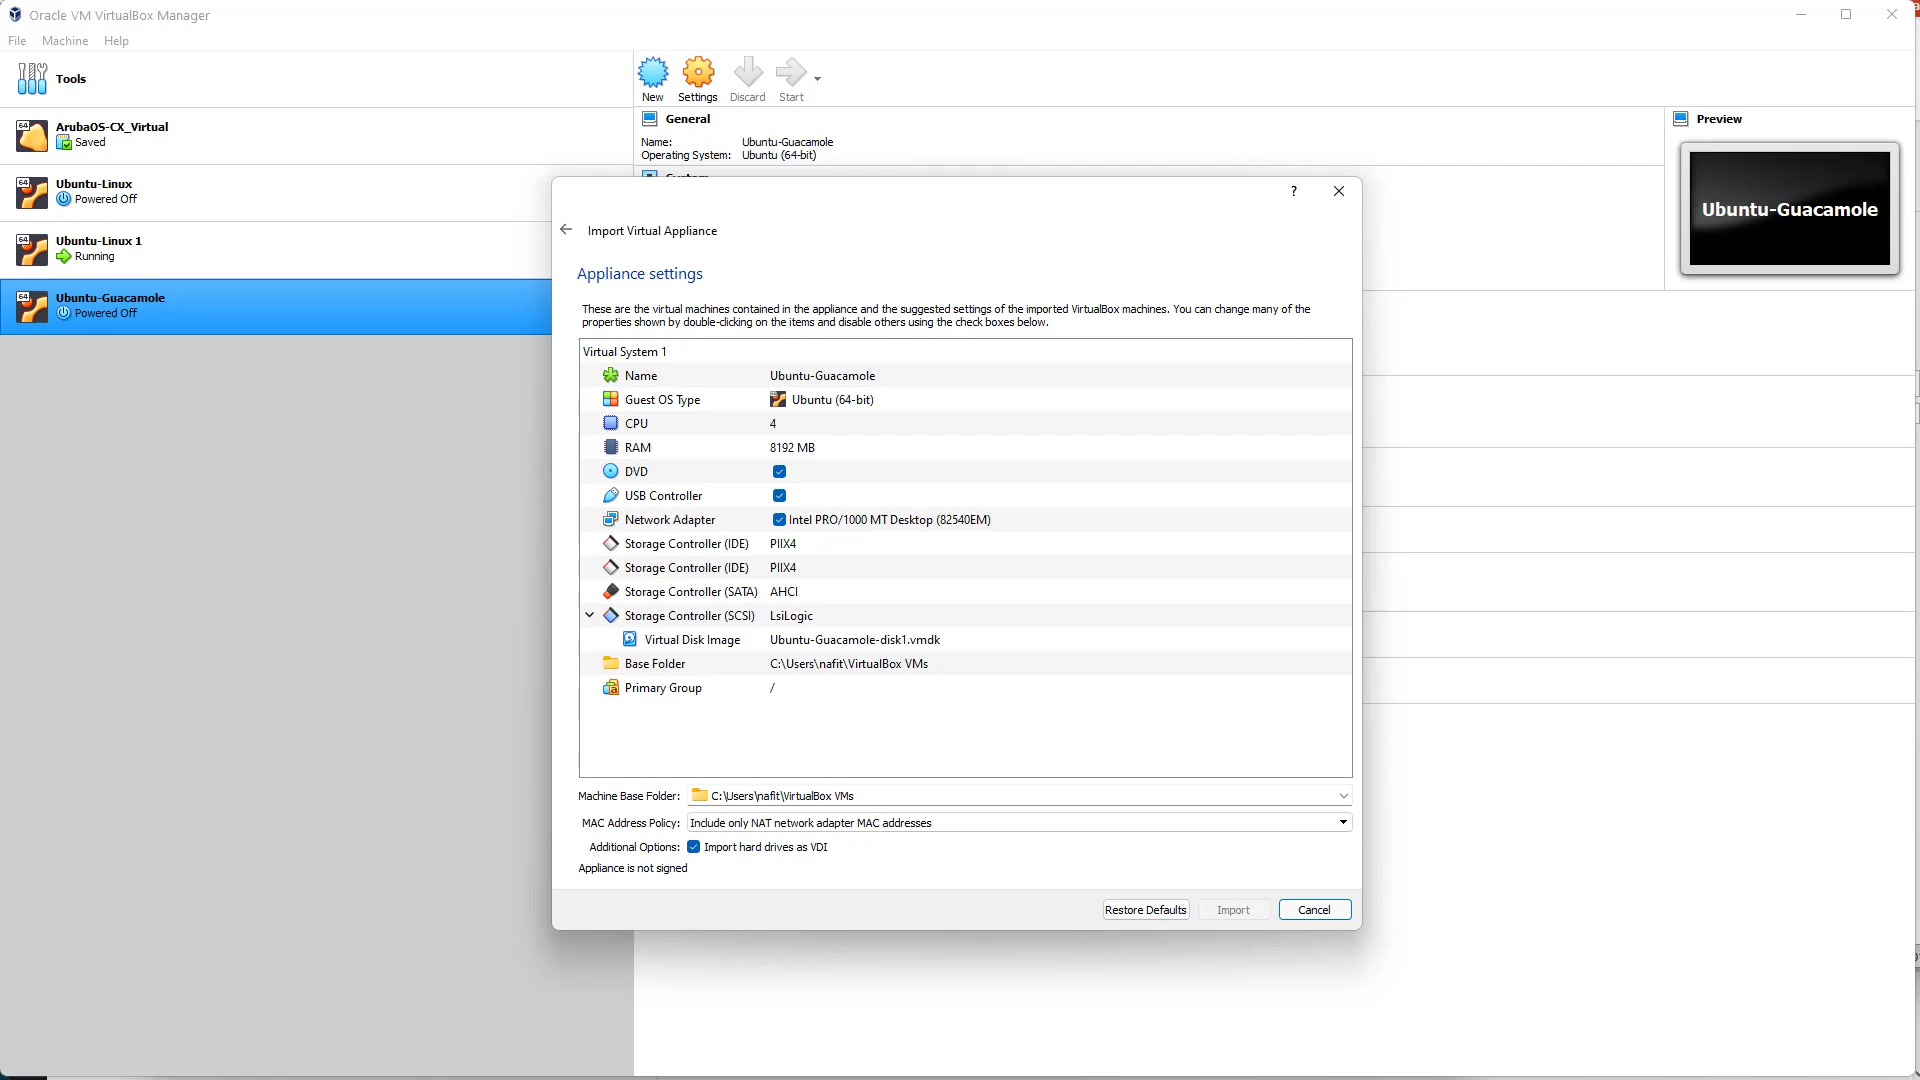 Oracle VM VirtualBox Manager
File Machine Help
Tools
New Settings Discard Start
64 ArubaOS-CX_Virtual
Saved
64 Ubuntu-Linux
Powered Off
64 Ubuntu-Linux 1
Running
64 Ubuntu-Guacamole
Powered Off
General
Name: Ubuntu-Guacamole
Operating System: Ubuntu (64-bit)
Preview
Ubuntu-Guacamole
?
Import Virtual Appliance
Appliance settings
These are the virtual machines contained in the appliance and the suggested settings of the imported VirtualBox machines. You can change many of the
properties shown by double-clicking on the items and disable others using the check boxes below.
Virtual System 1
Name Ubuntu-Guacamole
Guest OS Type Ubuntu (64-bit)
CPU 4
RAM 8192 MB
DVD
USB Controller
Network Adapter Intel PRO/1000 MT Desktop (82540EM)
Storage Controller (IDE) PIIX4
Storage Controller (IDE) PIIX4
Storage Controller (SATA) AHCI
Storage Controller (SCSI) LsiLogic
Virtual Disk Image Ubuntu-Guacamole-disk1.vmdk
Base Folder C:\Users\nafit\VirtualBox VMs
Primary Group /
Machine Base Folder: C:\Users\nafit\VirtualBox VMs
MAC Address Policy: Include only NAT network adapter MAC addresses
Additional Options: Import hard drives as VDI
Appliance is not signed
Restore Defaults Import Cancel